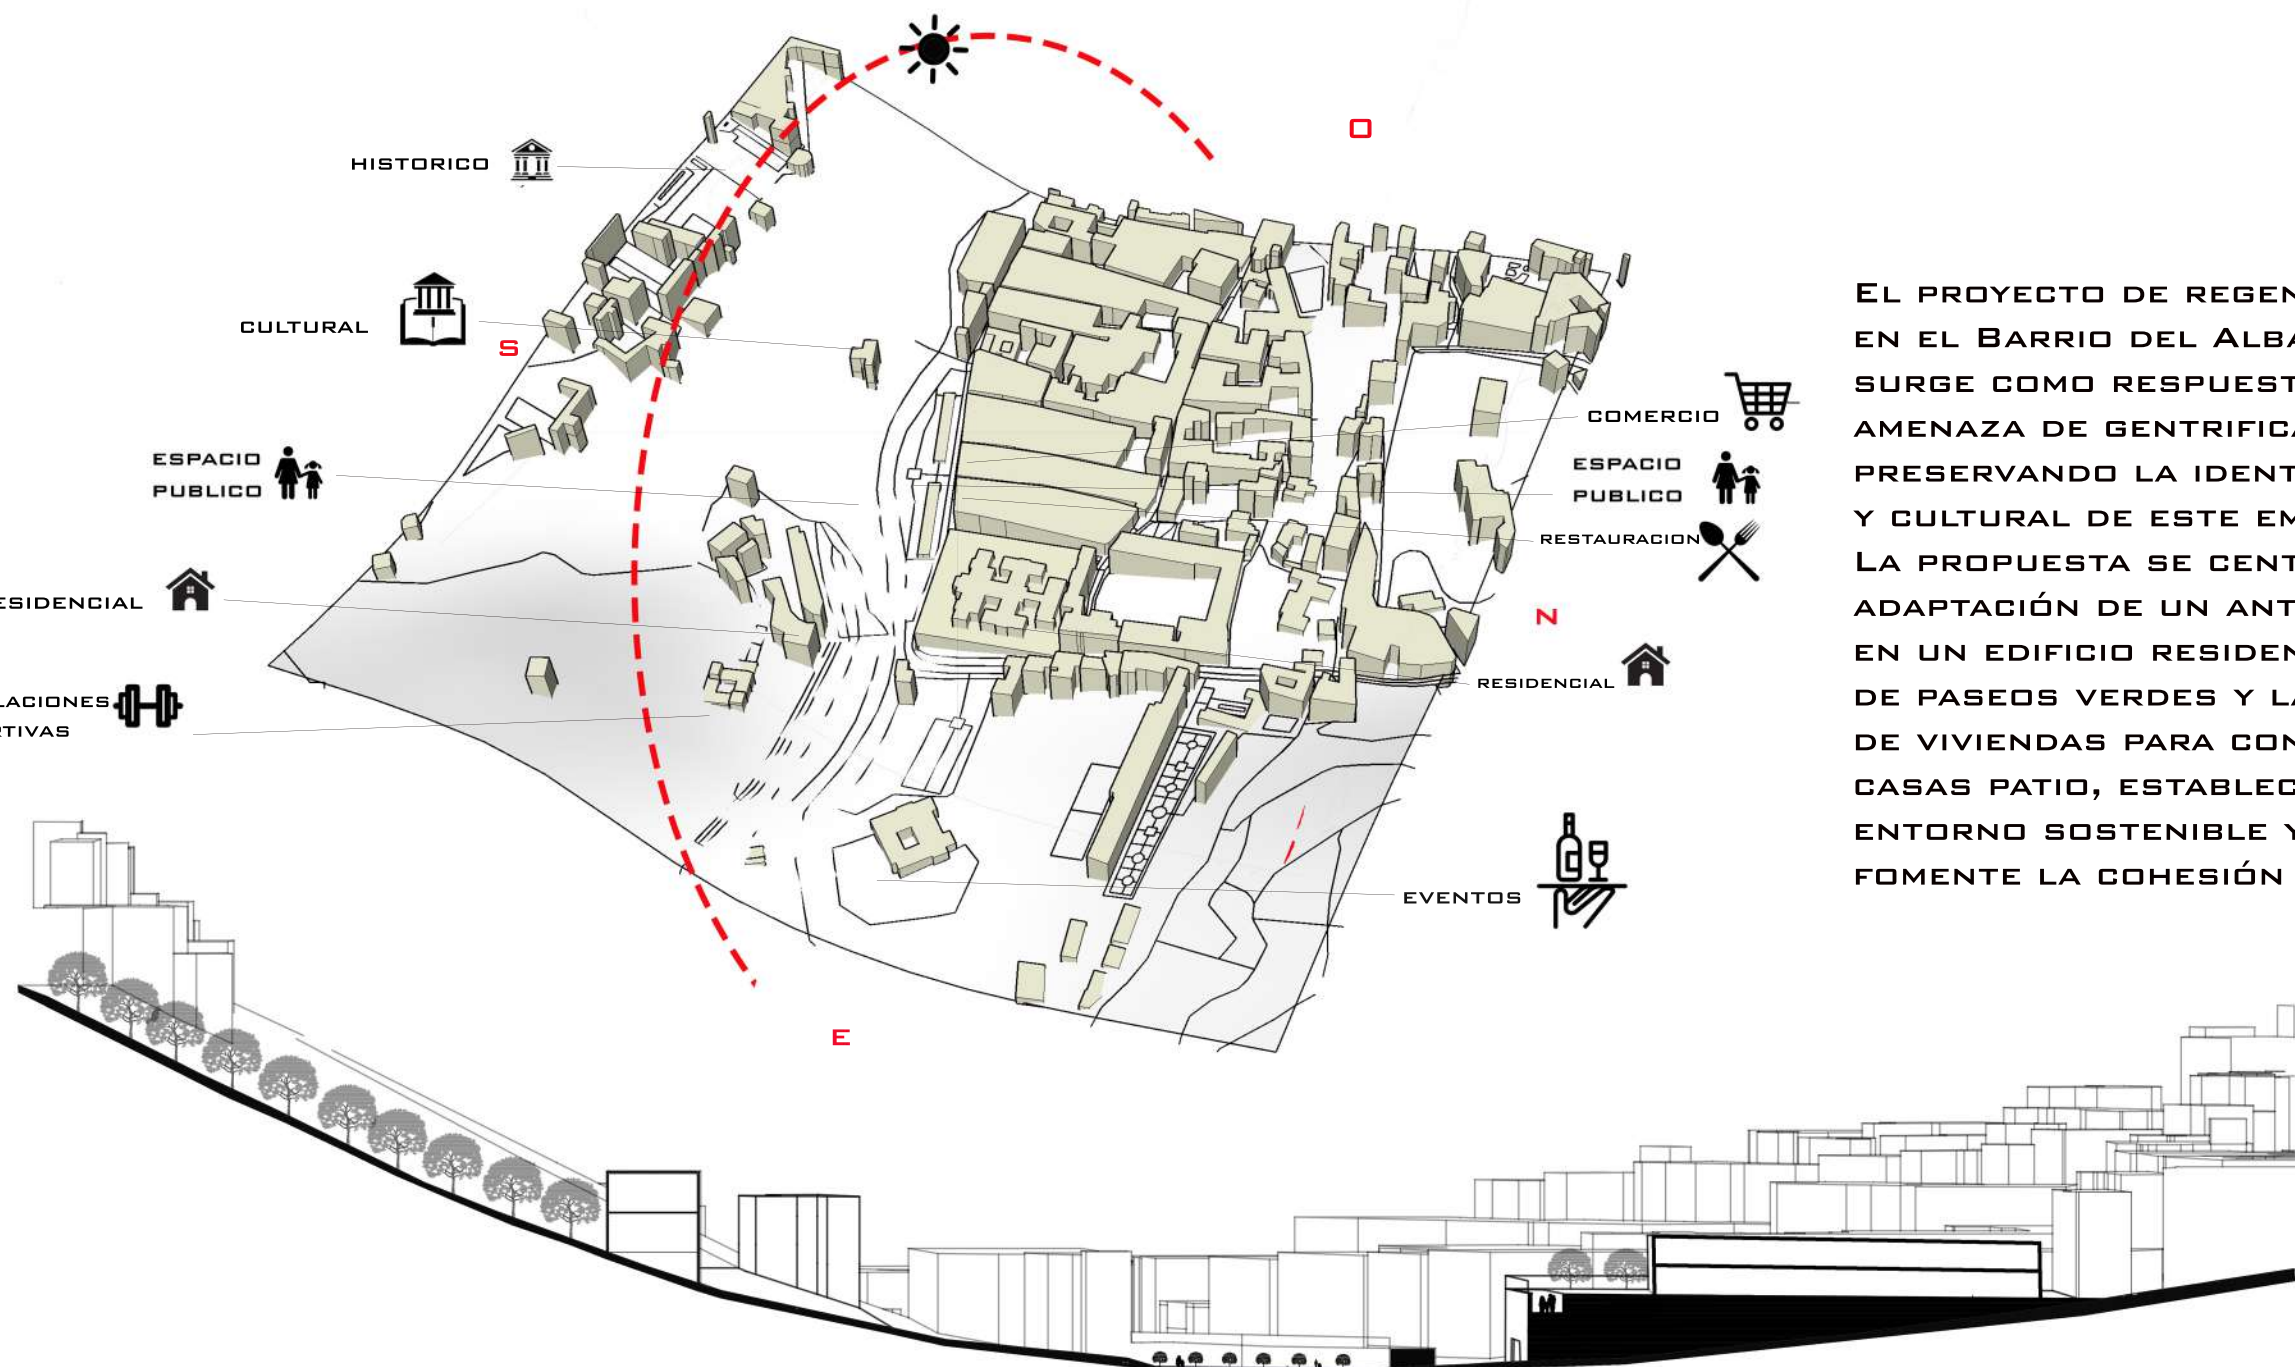 O
HISTORICO
CULTURAL
S
ESPACIO
PUBLICO
ESIDENCIAL
LACIONES
RTIVAS
COMERCIO
ESPACIO
PUBLICO
RESTAURACION
N
RESIDENCIAL
EVENTOS
E
EL PROYECTO DE REGEN
EN EL BARRIO DEL ALBA
SURGE COMO RESPUEST
AMENAZA DE GENTRIFICA
PRESERVANDO LA IDENT
Y CULTURAL DE ESTE EM
LA PROPUESTA SE CENT
ADAPTACIÓN DE UN ANT
EN UN EDIFICIO RESIDEN
DE PASEOS VERDES Y LA
DE VIVIENDAS PARA CON
CASAS PATIO, ESTABLEC
ENTORNO SOSTENIBLE Y
FOMENTE LA COHESIÓN